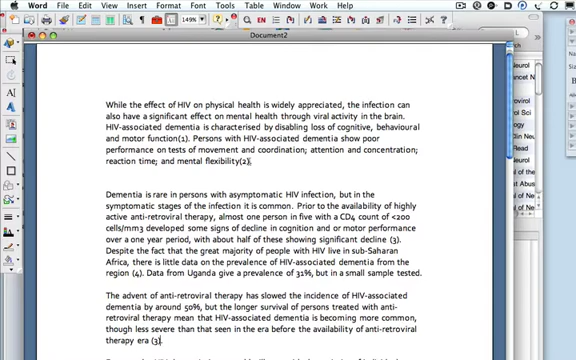 Word File Edit View Insert Format Font Tools Table Window Work Help
149%
Document2
While the effect of HIV on physical health is widely appreciated, the infection can
also have a significant effect on mental health through viral activity in the brain.
HIV-associated dementia is characterised by disabling loss of cognitive, behavioural
and motor function(1). Persons with HIV-associated dementia show poor
performance on tests of movement and coordination; attention and concentration;
reaction time; and mental flexibility(2).
Dementia is rare in persons with asymptomatic HIV infection, but in the
symptomatic stages of the infection it is common. Prior to the availability of highly
active anti-retroviral therapy, almost one person in five with a CD4 count of <200
cells/mm3 developed some signs of decline in cognition and or motor performance
over a one year period, with about half of these showing significant decline (3).
Despite the fact that the great majority of people with HIV live in sub-Saharan
Africa, there is little data on the prevalence of HIV-associated dementia from the
region (4). Data from Uganda give a prevalence of 31%, but in a small sample tested.
The advent of anti-retroviral therapy has slowed the incidence of HIV-associated
dementia by around 50%, but the longer survival of persons treated with anti-
retroviral therapy mean that HIV-associated dementia is becoming more common,
though less severe than that seen in the era before the availability of anti-retroviral
therapy era (3).